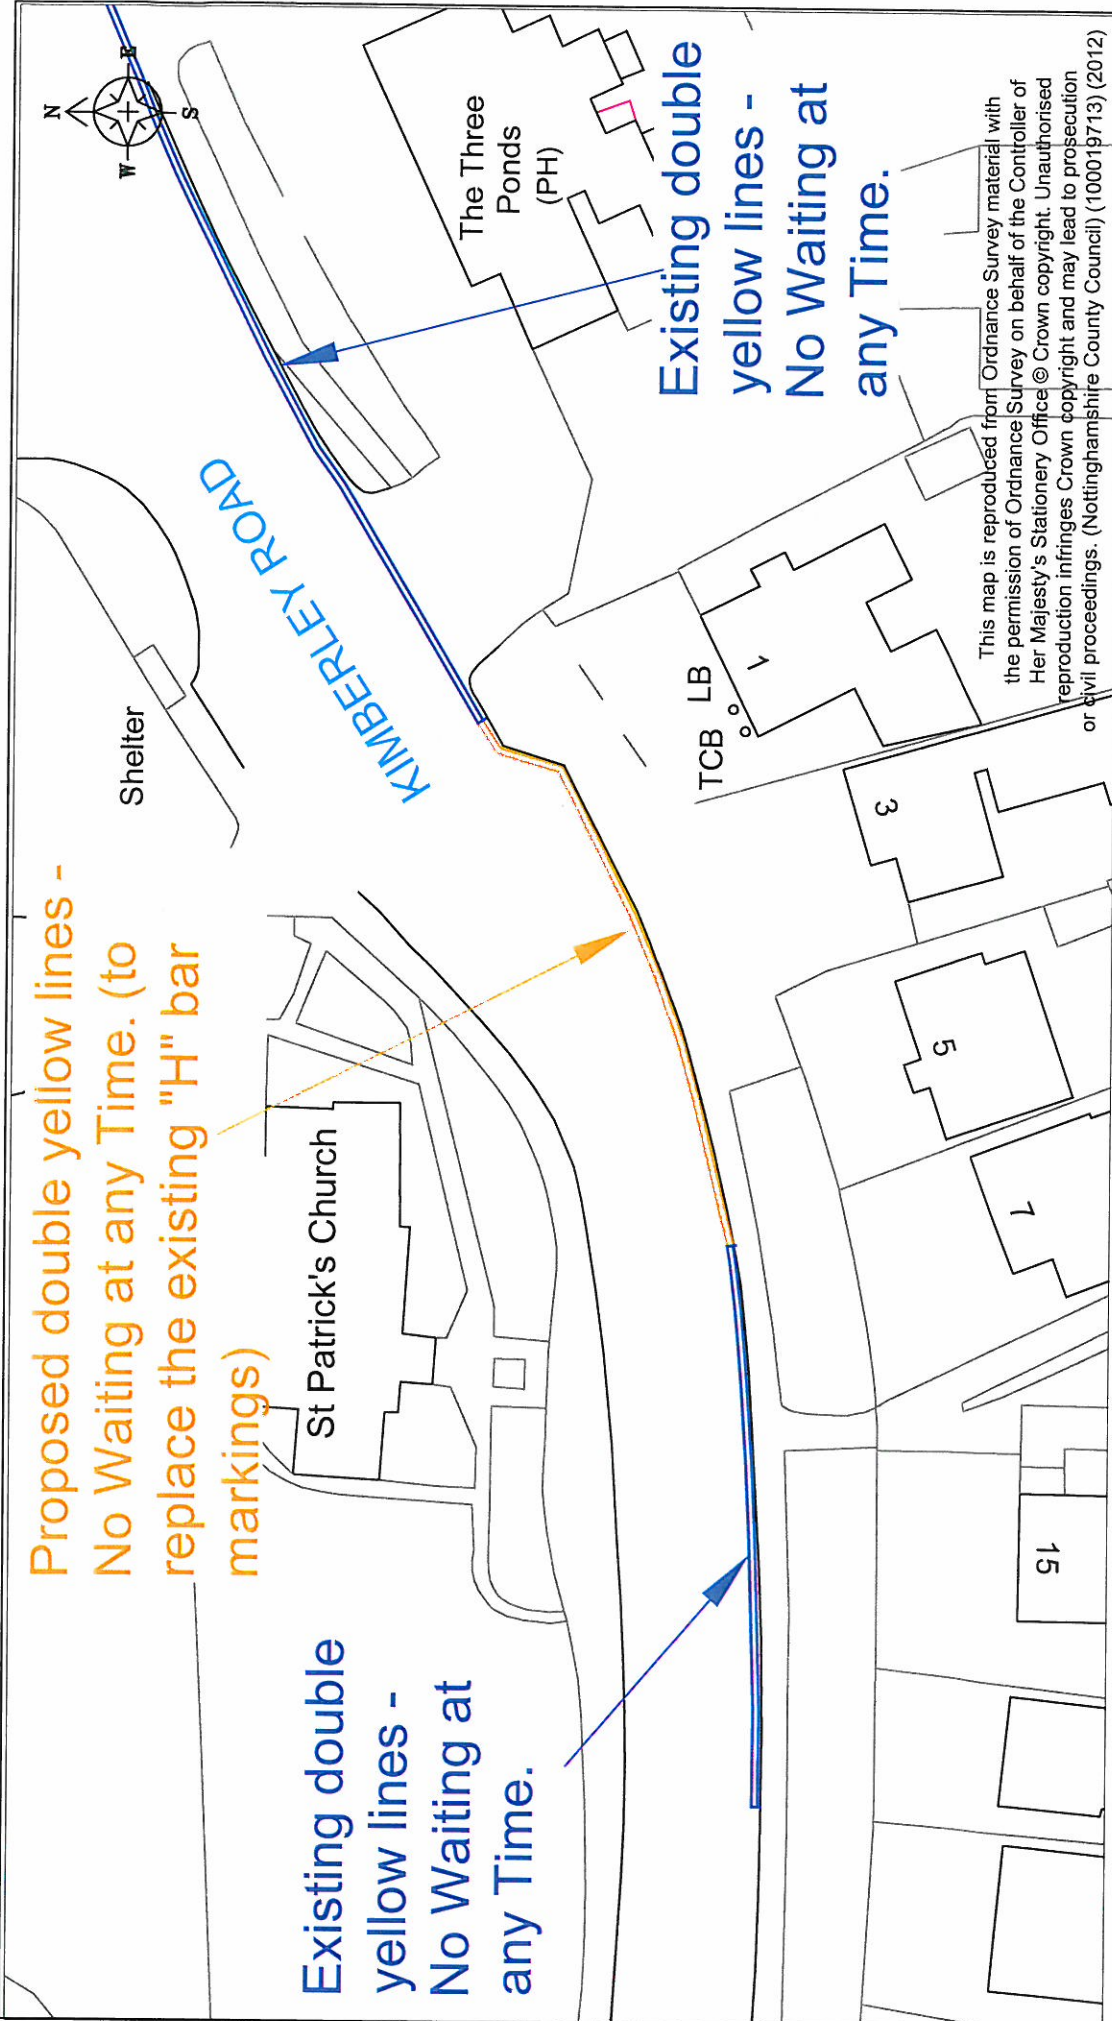 Proposed double yellow lines -
No Waiting at any Time. (to
replace the existing "H" bar
markings)
N
W
E
S
Shelter
KIMBERLEY ROAD
The Three
Ponds
(PH)
St Patrick's Church
Existing double
yellow lines -
No Waiting at
any Time.
Existing double
yellow lines -
No Waiting at
any Time.
TCB
LB
1
3
5
7
15
This map is reproduced from Ordnance Survey material with
the permission of Ordnance Survey on behalf of the Controller of
Her Majesty's Stationery Office © Crown copyright. Unauthorised
reproduction infringes Crown copyright and may lead to prosecution
or civil proceedings. (Nottinghamshire County Council) (100019713) (2012)